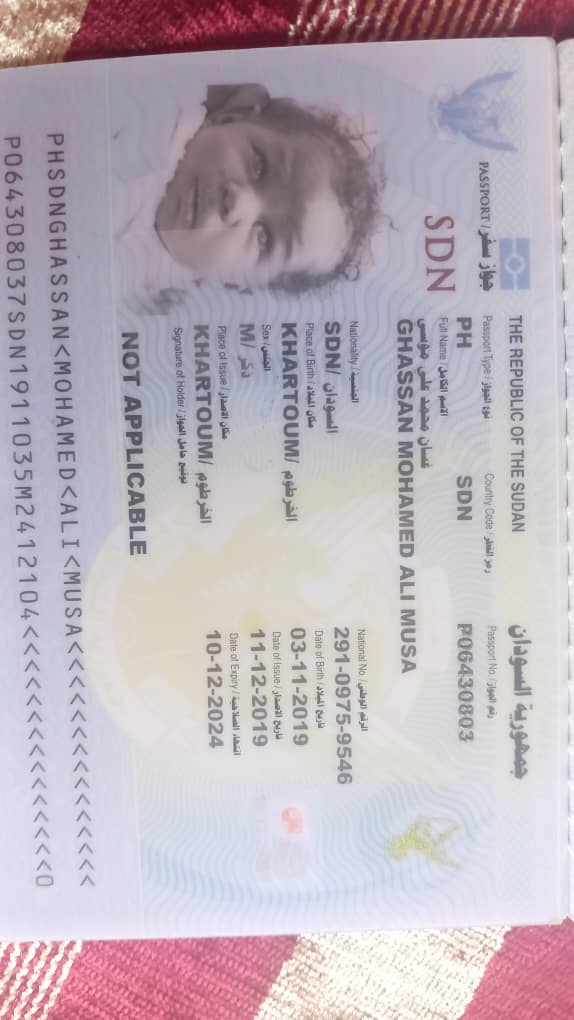 THE REPUBLIC OF THE SUDAN جمهورية السودان
PASSPORT / جواز سفر
Passport Type / نوع الجواز Country Code / رمز القطر Passport No. / رقم الجواز
PH SDN P06430803
SDN
Full Name / الاسم الكامل
غسان محمد علي موسى
GHASSAN MOHAMED ALI MUSA
Nationality / الجنسية National No. / الرقم الوطني
SDN/ السودان 291-0975-9546
Place of Birth / مكان الميلاد Date of Birth / تاريخ الميلاد
KHARTOUM/ الخرطوم 03-11-2019
Sex / الجنس Date of Issue / تاريخ الاصدار
M/ ذكر 11-12-2019
Place of Issue / مكان الاصدار Date of Expiry / انتهاء الصلاحية
KHARTOUM/ الخرطوم 10-12-2024
Signature of Holder / توقيع حامل الجواز
NOT APPLICABLE
PHSDNGHASSAN<MOHAMED<ALI<MUSA<<<<<<<<<<<<<<<
P064308037SDN1911035M2412104<<<<<<<<<<<<<<<0